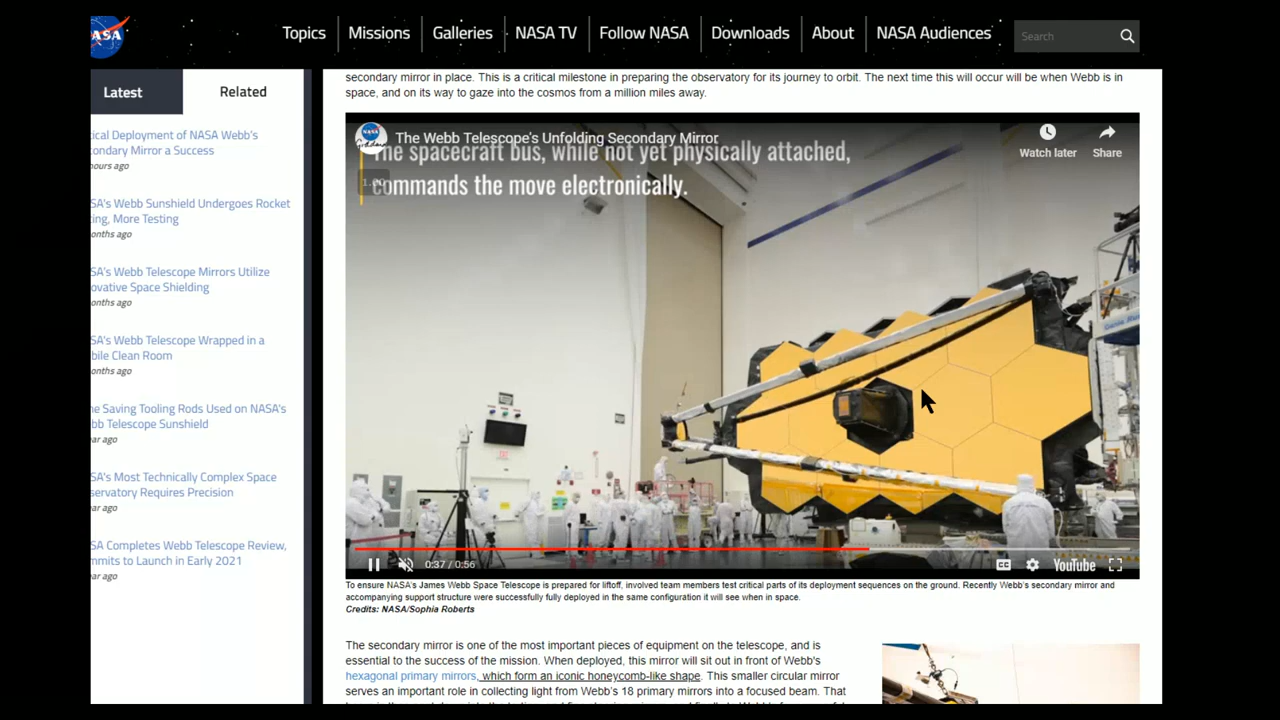 ASA
Topics
Missions
Galleries
NASA TV
Follow NASA
Downloads
About
NASA Audiences
Search
Latest
Related
tical Deployment of NASA Webb's
condary Mirror a Success
hours ago
SA's Webb Sunshield Undergoes Rocket
ting, More Testing
onths ago
SA's Webb Telescope Mirrors Utilize
ovative Space Shielding
onths ago
SA's Webb Telescope Wrapped in a
bile Clean Room
onths ago
ne Saving Tooling Rods Used on NASA's
bb Telescope Sunshield
ar ago
SA's Most Technically Complex Space
servatory Requires Precision
ar ago
SA Completes Webb Telescope Review,
mmits to Launch in Early 2021
ar ago
secondary mirror in place. This is a critical milestone in preparing the observatory for its journey to orbit. The next time this will occur will be when Webb is in
space, and on its way to gaze into the cosmos from a million miles away.
The Webb Telescope's Unfolding Secondary Mirror
Watch later
Share
The spacecraft bus, while not yet physically attached,
commands the move electronically.
0:37 / 0:56
CC
YouTube
To ensure NASA's James Webb Space Telescope is prepared for liftoff, involved team members test critical parts of its deployment sequences on the ground. Recently Webb's secondary mirror and
accompanying support structure were successfully fully deployed in the same configuration it will see when in space.
Credits: NASA/Sophia Roberts
The secondary mirror is one of the most important pieces of equipment on the telescope, and is
essential to the success of the mission. When deployed, this mirror will sit out in front of Webb's
hexagonal primary mirrors, which form an iconic honeycomb-like shape. This smaller circular mirror
serves an important role in collecting light from Webb's 18 primary mirrors into a focused beam. That